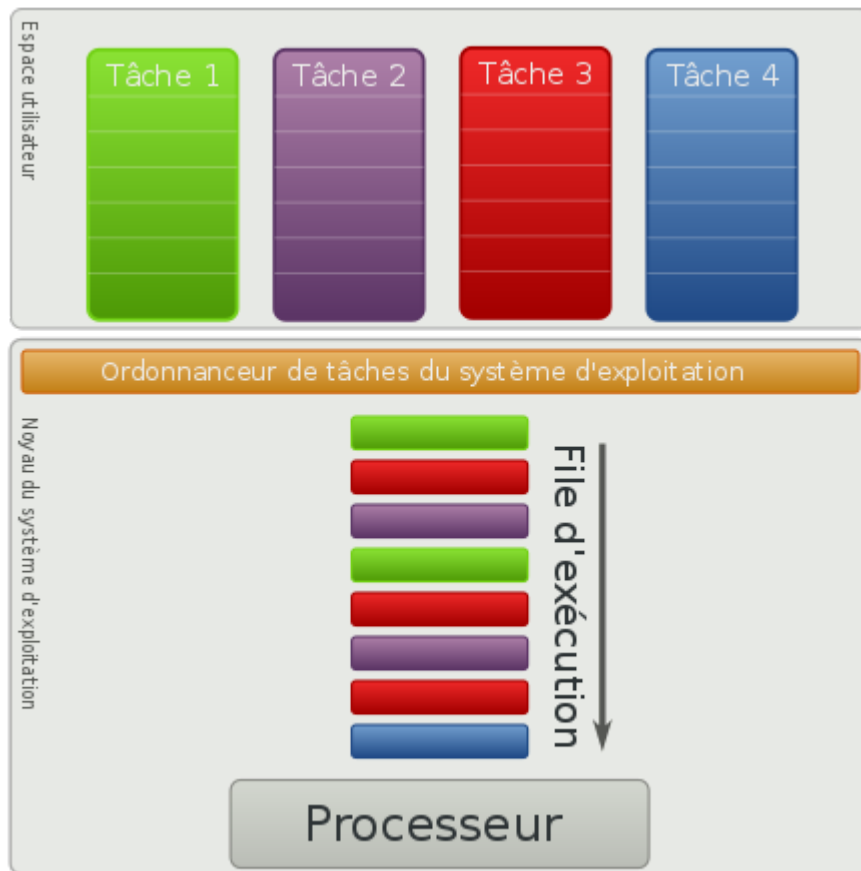 Espace utilisateur
Tâche 1
Tâche 2
Tâche 3
Tâche 4
Ordonnanceur de tâches du système d'exploitation
Noyau du système d'exploitation
File d'exécution
Processeur